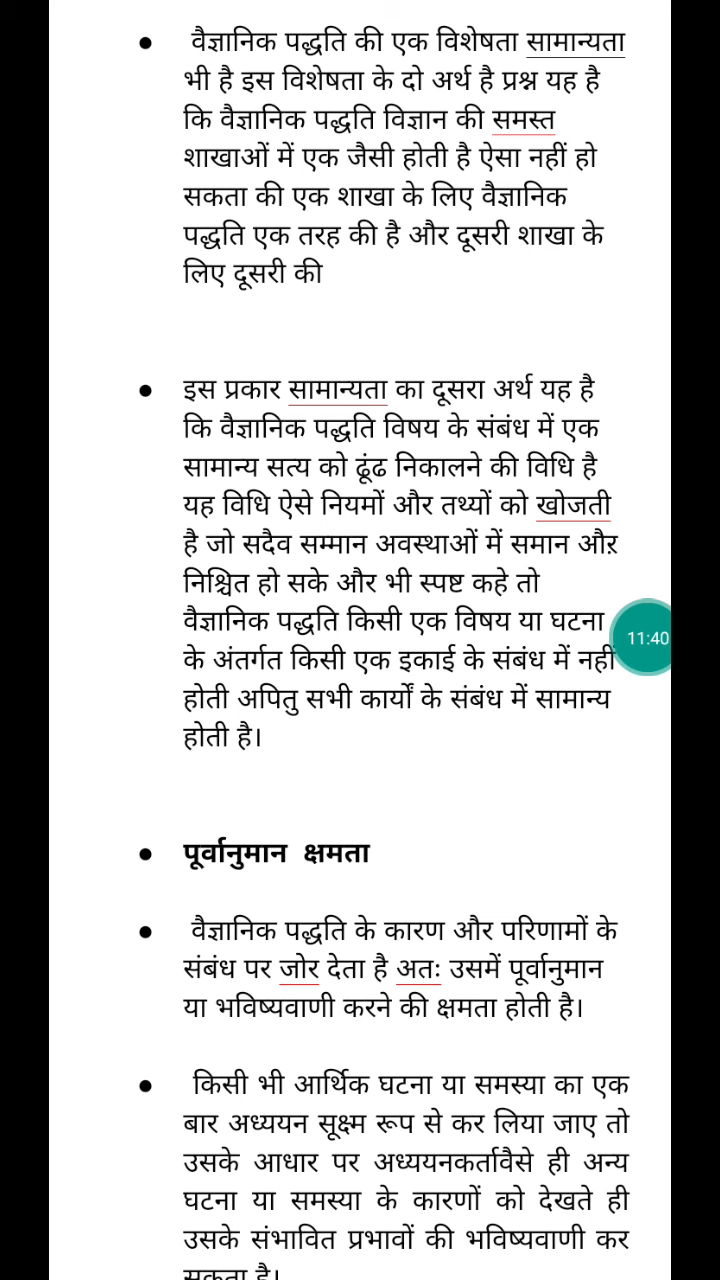 ● वैज्ञानिक पद्धति की एक विशेषता सामान्यता
भी है इस विशेषता के दो अर्थ है प्रश्न यह है
कि वैज्ञानिक पद्धति विज्ञान की समस्त
शाखाओं में एक जैसी होती है ऐसा नहीं हो
सकता की एक शाखा के लिए वैज्ञानिक
पद्धति एक तरह की है और दूसरी शाखा के
लिए दूसरी की
● इस प्रकार सामान्यता का दूसरा अर्थ यह है
कि वैज्ञानिक पद्धति विषय के संबंध में एक
सामान्य सत्य को ढूंढ निकालने की विधि है
यह विधि ऐसे नियमों और तथ्यों को खोजती
है जो सदैव सम्मान अवस्थाओं में समान औऱ
निश्चित हो सके और भी स्पष्ट कहे तो
वैज्ञानिक पद्धति किसी एक विषय या घटना
11:40
के अंतर्गत किसी एक इकाई के संबंध में नहीं
होती अपितु सभी कार्यों के संबंध में सामान्य
होती है।
● पूर्वानुमान क्षमता
● वैज्ञानिक पद्धति के कारण और परिणामों के
संबंध पर जोर देता है अतः उसमें पूर्वानुमान
या भविष्यवाणी करने की क्षमता होती है।
● किसी भी आर्थिक घटना या समस्या का एक
बार अध्ययन सूक्ष्म रूप से कर लिया जाए तो
उसके आधार पर अध्ययनकर्तावैसे ही अन्य
घटना या समस्या के कारणों को देखते ही
उसके संभावित प्रभावों की भविष्यवाणी कर
सकता है।